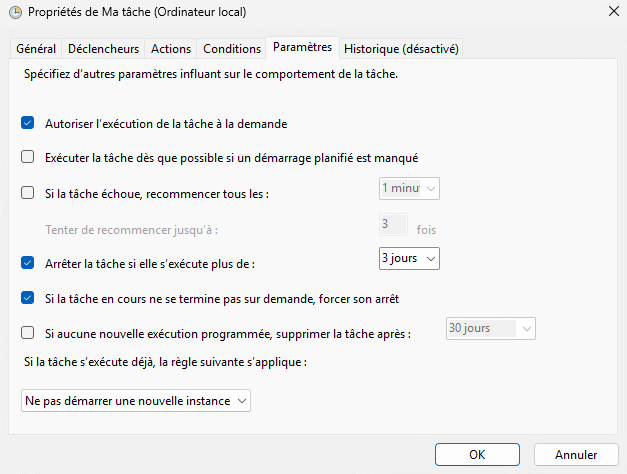 Propriétés de Ma tâche (Ordinateur local)
Général Déclencheurs Actions Conditions Paramètres Historique (désactivé)
Spécifiez d'autres paramètres influant sur le comportement de la tâche.
Autoriser l'exécution de la tâche à la demande
Exécuter la tâche dès que possible si un démarrage planifié est manqué
Si la tâche échoue, recommencer tous les : 1 minut
Tenter de recommencer jusqu'à : 3 fois
Arrêter la tâche si elle s'exécute plus de : 3 jours
Si la tâche en cours ne se termine pas sur demande, forcer son arrêt
Si aucune nouvelle exécution programmée, supprimer la tâche après : 30 jours
Si la tâche s'exécute déjà, la règle suivante s'applique :
Ne pas démarrer une nouvelle instance
OK Annuler